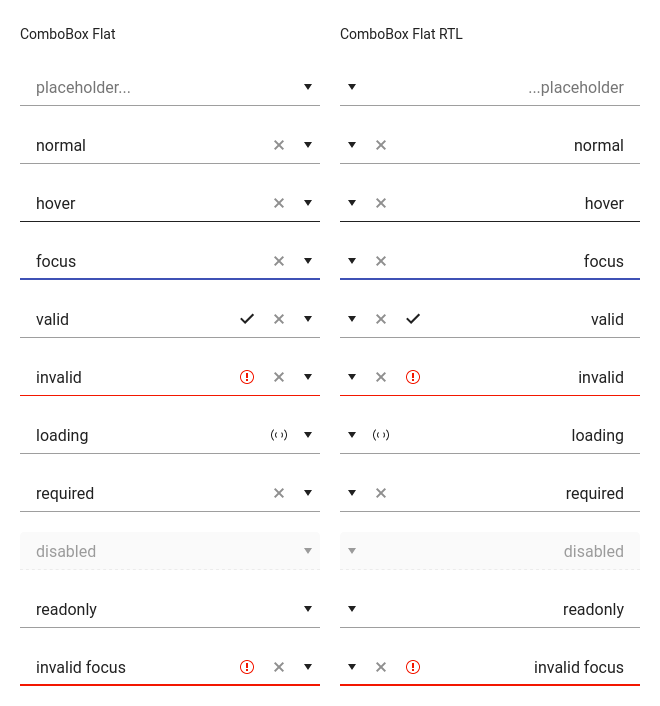 ComboBox Flat
ComboBox Flat RTL
placeholder...
...placeholder
normal
normal
hover
hover
focus
focus
valid
valid
invalid
invalid
loading
loading
required
required
disabled
disabled
readonly
readonly
invalid focus
invalid focus